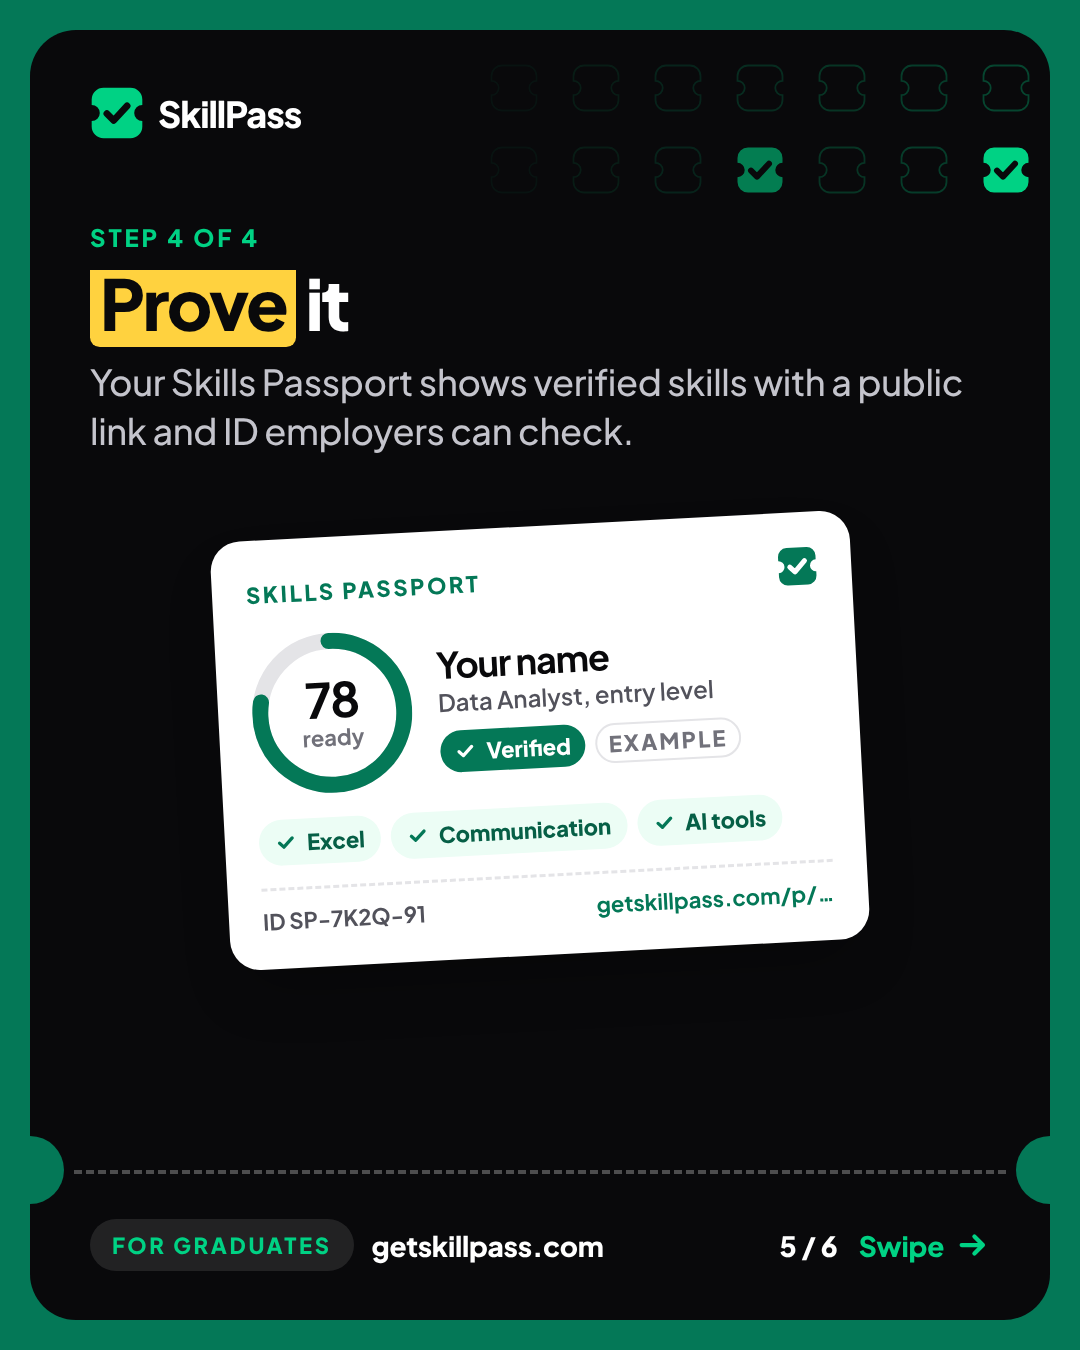 SkillPass
STEP 4 OF 4
Prove it
Your Skills Passport shows verified skills with a public
link and ID employers can check.
SKILLS PASSPORT
78
ready
Your name
Data Analyst, entry level
Verified
EXAMPLE
Excel
Communication
AI tools
ID SP-7K2Q-91
getskillpass.com/p/...
FOR GRADUATES
getskillpass.com
5 / 6
Swipe →